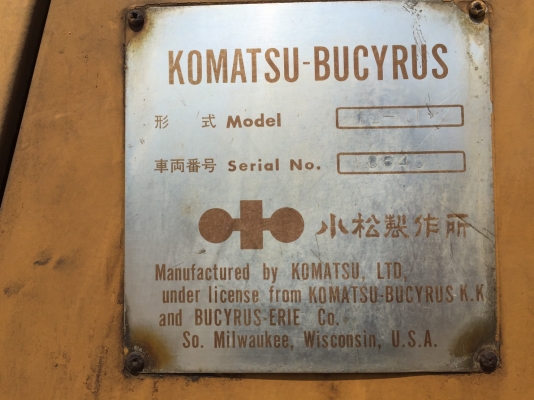 KOMATSU-BUCYRUS
形 式 Model
車両番号 Serial No.
小松製作所
Manufactured by KOMATSU, LTD,
under license from KOMATSU-BUCYRUS K.K
and BUCYRUS-ERIE Co.
So. Milwaukee, Wisconsin, U.S.A.